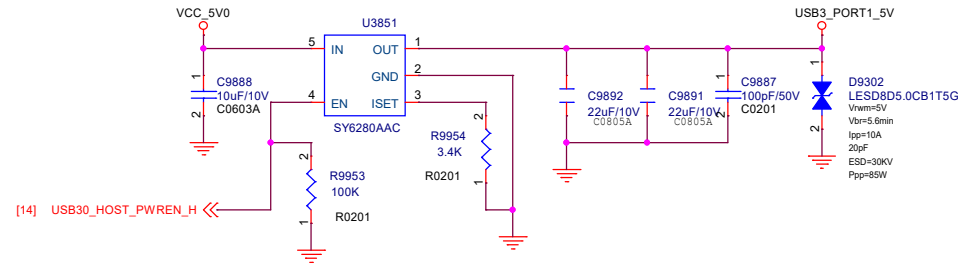 VCC_5V0
U3851
USB3_PORT1_5V
5
IN
OUT
1
GND
2
4
EN
ISET
3
SY6280AAC
1
C9888
10uF/10V
C0603A
2
2
R9954
3.4K
R0201
1
2
R9953
100K
R0201
1
[14]
USB30_HOST_PWREN_H
C9892
22uF/10V
C0805A
C9891
22uF/10V
C0805A
1
C9887
100pF/50V
C0201
2
1
D9302
LESD8D5.0CB1T5G
Vrwm=5V
Vbr=5.6min
Ipp=10A
20pF
ESD=30KV
Ppp=85W
2